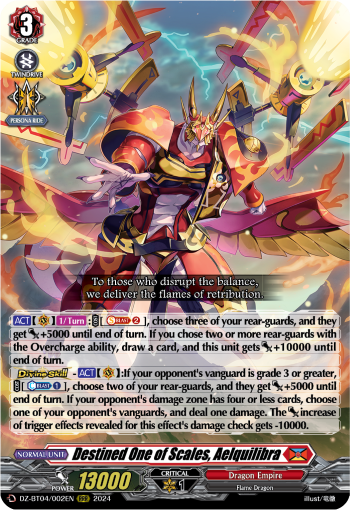 3
GRADE
TWINDRIVE
PERSONA RIDE
To those who disrupt the balance,
we deliver the flames of retribution.
ACT【】1/Turn:[BLAST 2], choose three of your rear-guards, and they
get +5000 until end of turn. If you chose two or more rear-guards with
the Overcharge ability, draw a card, and this unit gets +10000 until
end of turn.
Divine Skill - ACT【】:If your opponent's vanguard is grade 3 or greater,
[BLAST 1], choose two of your rear-guards, and they get +5000
until end of turn. If your opponent's damage zone has four or less cards, choose
one of your opponent's vanguards, and deal one damage. The increase
of trigger effects revealed for this effect's damage check gets -10000.
NORMAL UNIT
Destined One of Scales, Aelquilibra
POWER 13000
CRITICAL
1
Dragon Empire
Flame Dragon
DZ-BT04/002EN RRR 2024
illust/竜徹